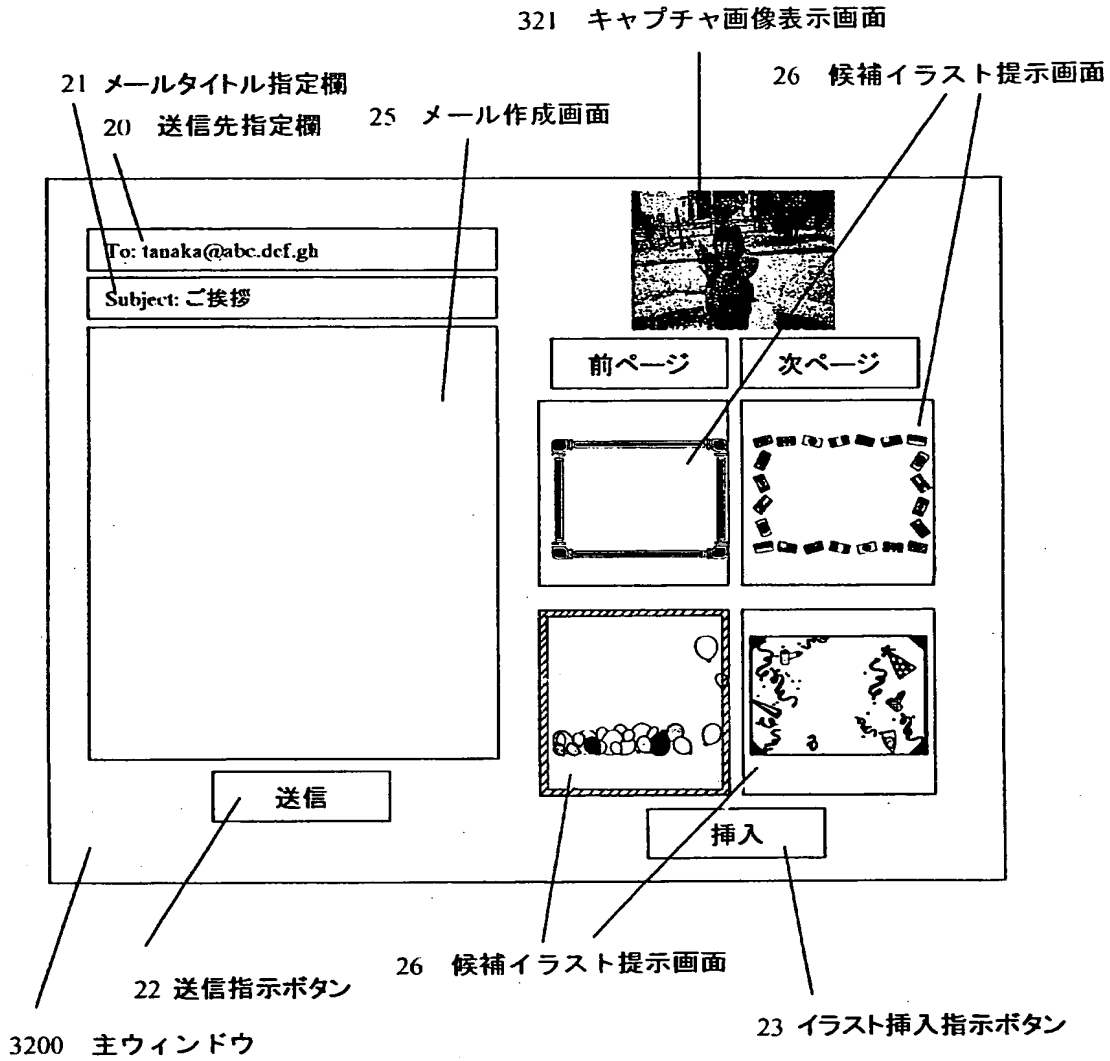 321 キャプチャ画像表示画面
21 メールタイトル指定欄
26 候補イラスト提示画面
20 送信先指定欄
25 メール作成画面
To: tanaka@abc.def.gh
Subject: ご挨拶
前ページ
次ページ
送信
挿入
26 候補イラスト提示画面
22 送信指示ボタン
23 イラスト挿入指示ボタン
3200 主ウィンドウ